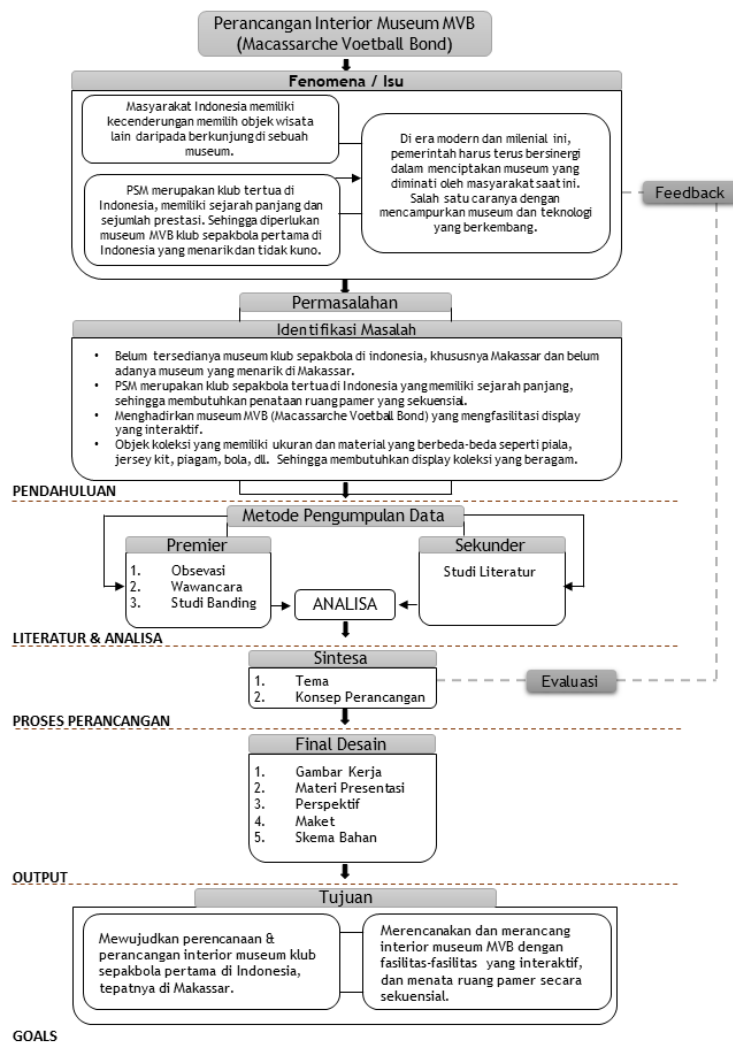 Perancangan Interior Museum MVB
(Macassarche Voetball Bond)
Fenomena / Isu
Masyarakat Indonesia memiliki
kecenderungan memilih objek wisata
lain daripada berkunjung di sebuah
museum.
PSM merupakan klub tertua di
Indonesia, memiliki sejarah panjang dan
sejumlah prestasi. Sehingga diperlukan
museum MVB klub sepakbola pertama di
Indonesia yang menarik dan tidak kuno.
Di era modern dan milenial ini,
pemerintah harus terus bersinergi
dalam menciptakan museum yang
diminati oleh masyarakat saat ini.
Salah satu caranya dengan
mencampurkan museum dan teknologi
yang berkembang.
Feedback
Permasalahan
Identifikasi Masalah
• Belum tersedianya museum klub sepakbola di indonesia, khususnya Makassar dan belum
adanya museum yang menarik di Makassar.
• PSM merupakan klub sepakbola tertua di Indonesia yang memiliki sejarah panjang,
sehingga membutuhkan penataan ruang pamer yang sekuensial.
• Menghadirkan museum MVB (Macassarche Voetball Bond) yang mengfasilitasi display
yang interaktif.
• Objek koleksi yang memiliki ukuran dan material yang berbeda-beda seperti piala,
jersey kit, piagam, bola, dll. Sehingga membutuhkan display koleksi yang beragam.
PENDAHULUAN
Metode Pengumpulan Data
Premier
1. Obsevasi
2. Wawancara
3. Studi Banding
ANALISA
Sekunder
Studi Literatur
LITERATUR & ANALISA
Sintesa
1. Tema
2. Konsep Perancangan
Evaluasi
PROSES PERANCANGAN
Final Desain
1. Gambar Kerja
2. Materi Presentasi
3. Perspektif
4. Maket
5. Skema Bahan
OUTPUT
Tujuan
Mewujudkan perencanaan &
perancangan interior museum klub
sepakbola pertama di Indonesia,
tepatnya di Makassar.
Merencanakan dan merancang
interior museum MVB dengan
fasilitas-fasilitas yang interaktif,
dan menata ruang pamer secara
sekuensial.
GOALS